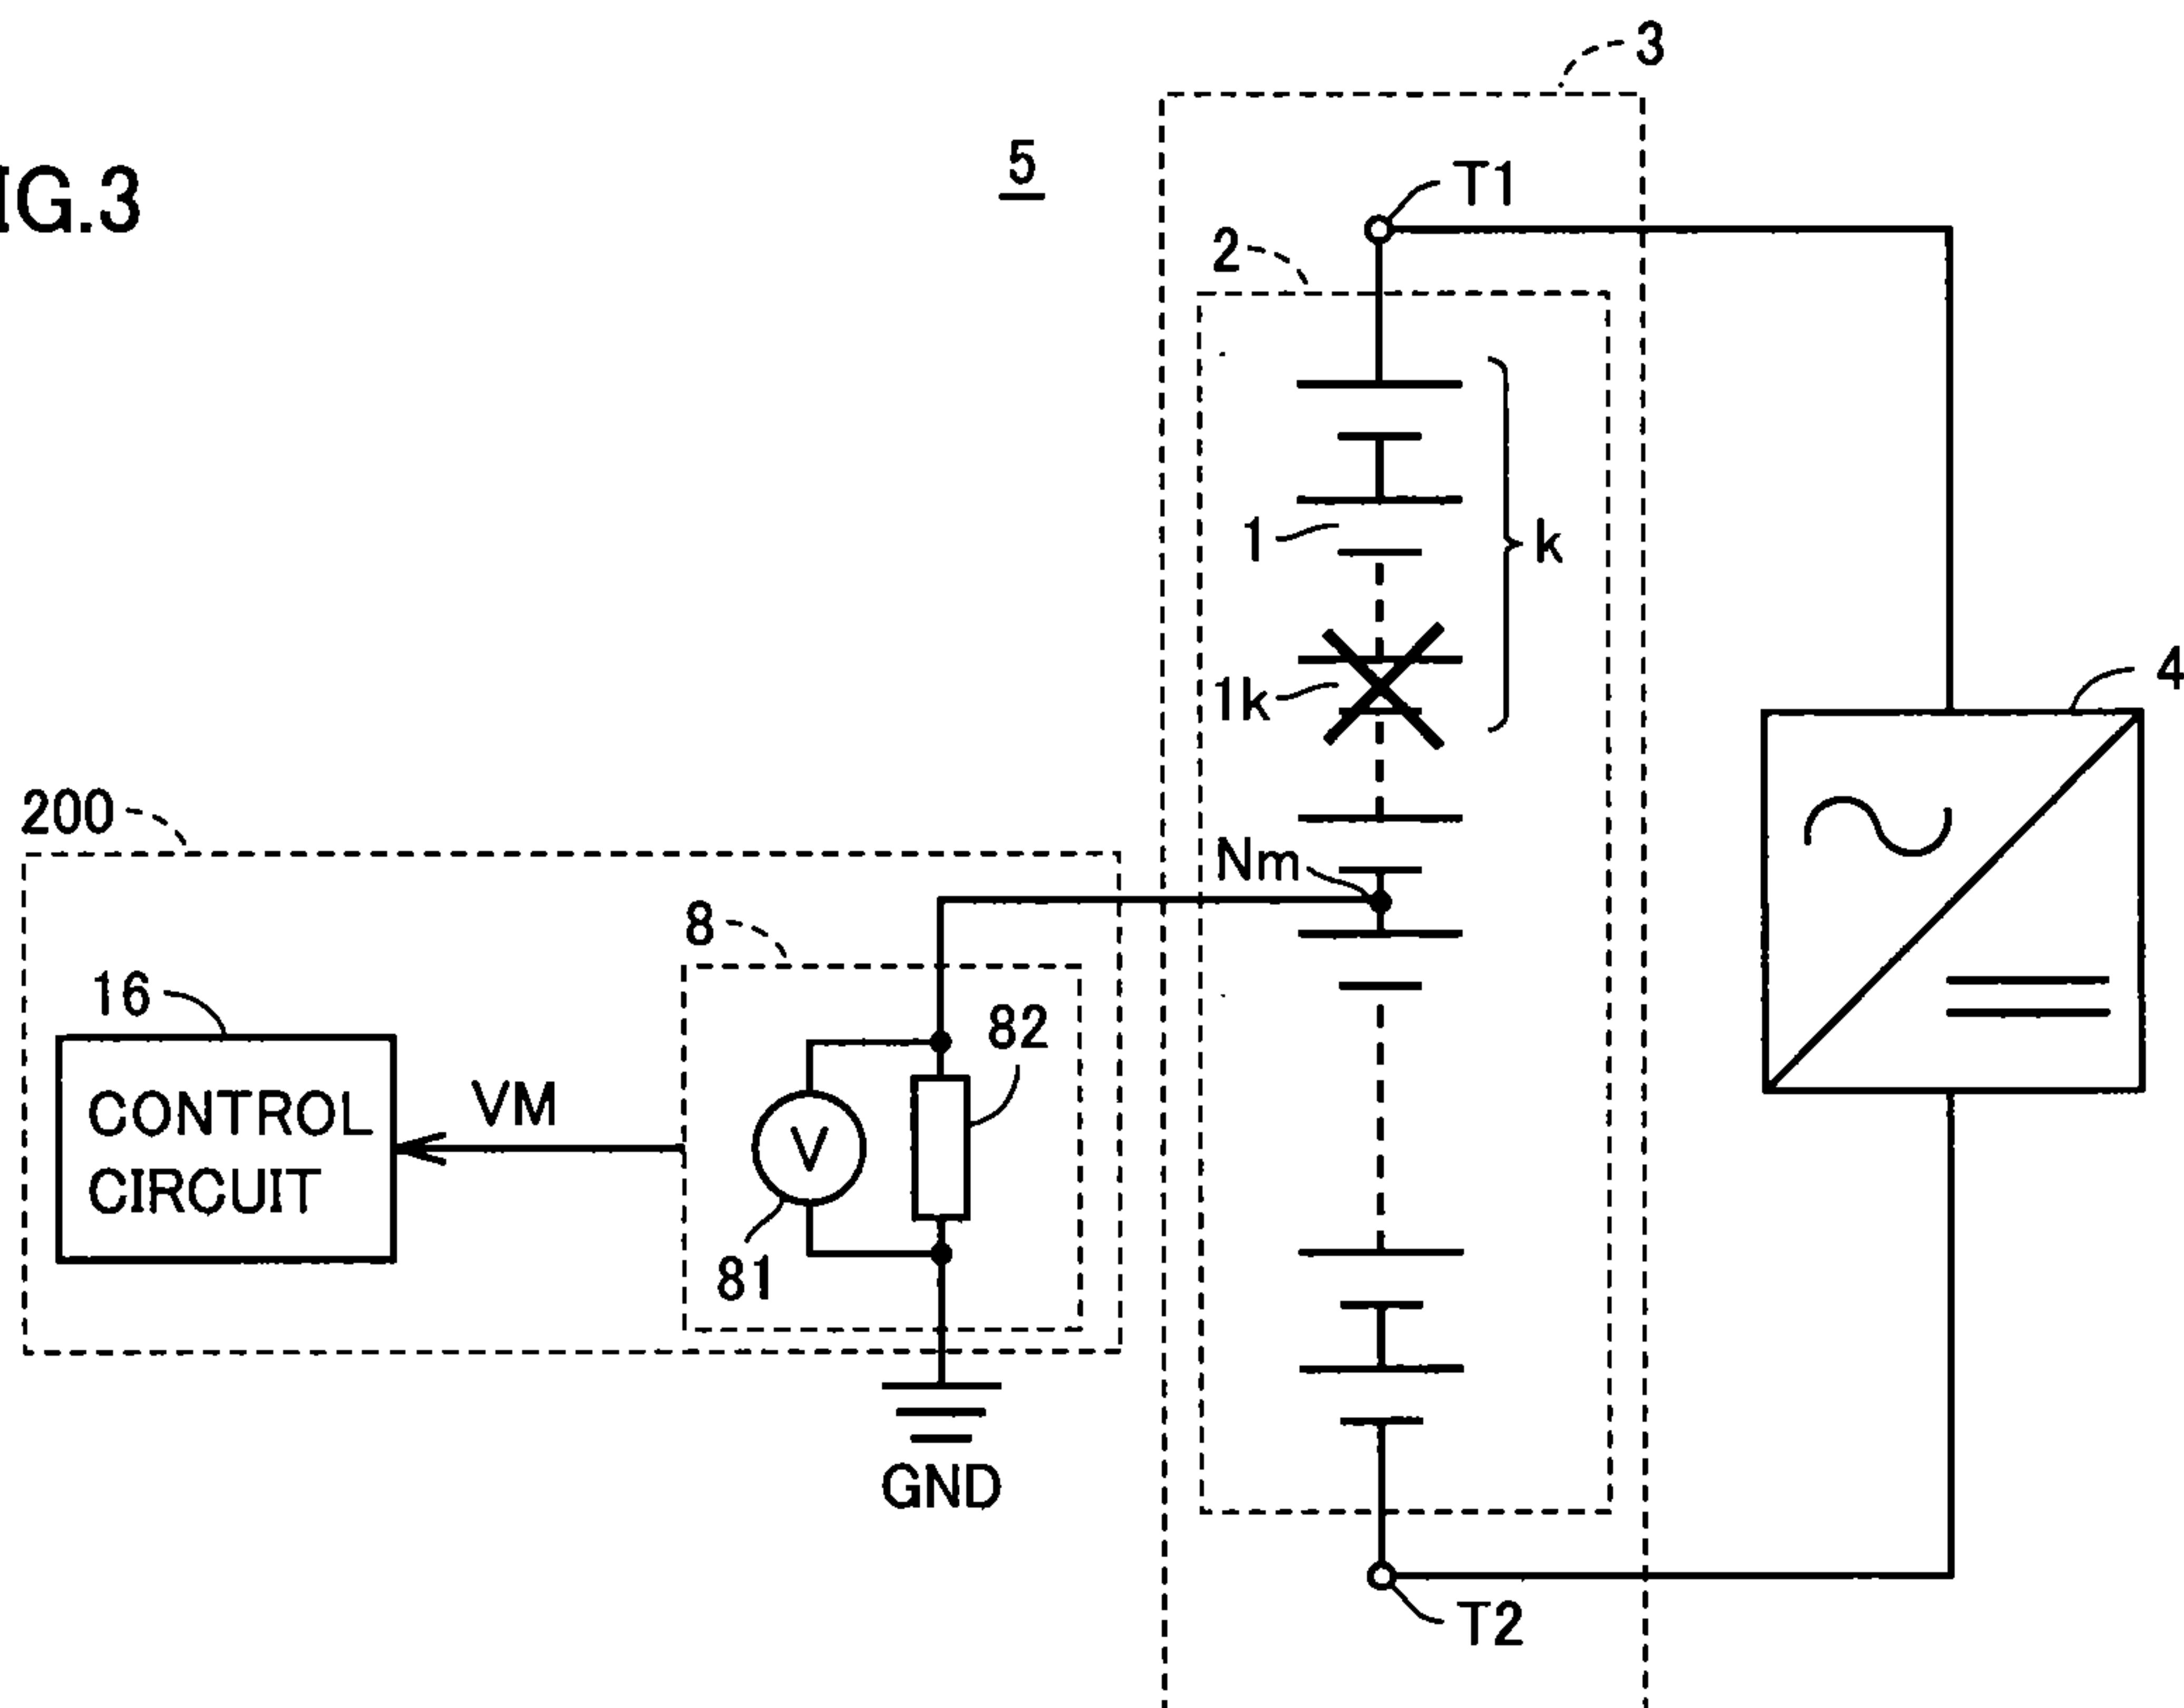 IG.3
5
3
T1
2
1
k
1k
4
200
Nm
8
16
82
CONTROL
CIRCUIT
VM
V
81
GND
T2